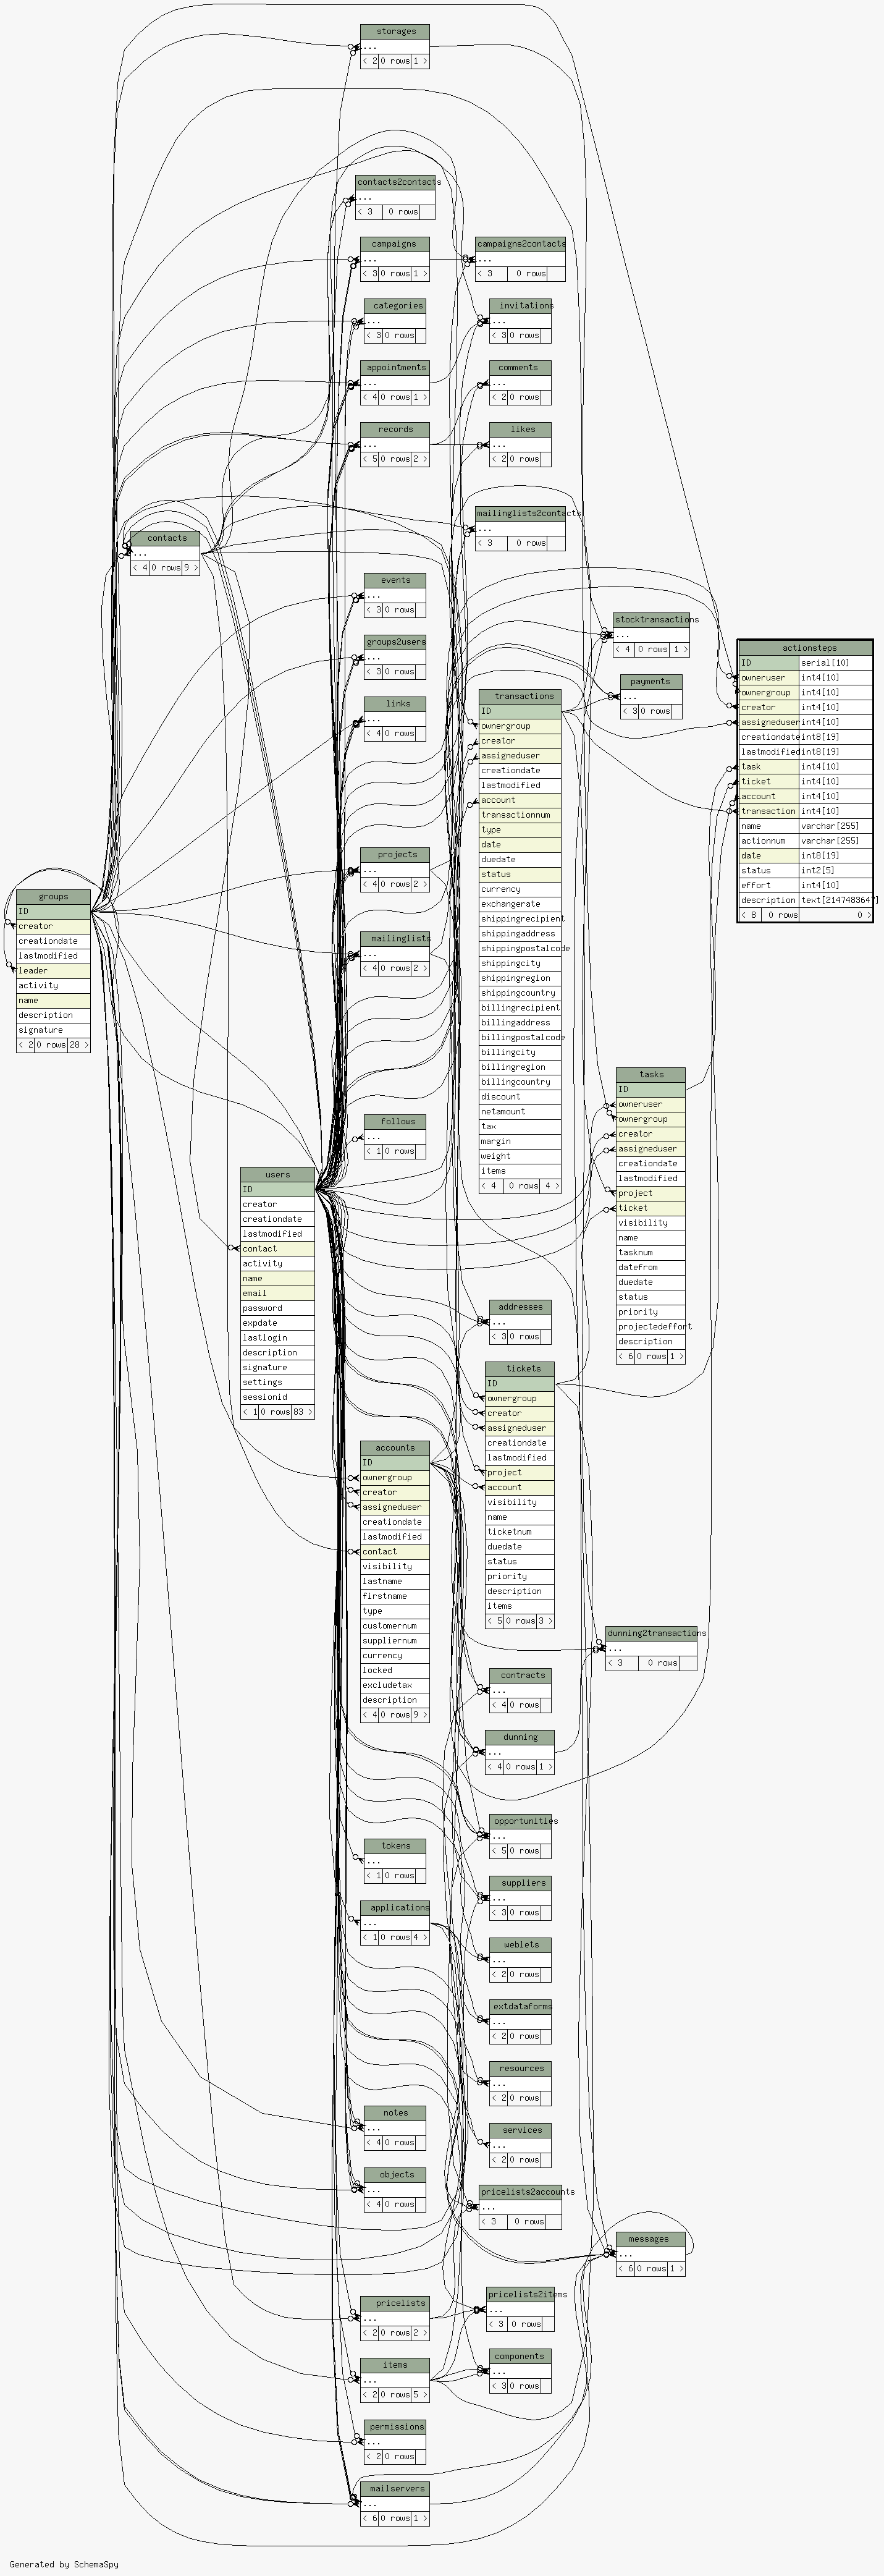 storages
...
< 2 0 rows 1 >
contacts2contacts
...
< 3 0 rows
campaigns
...
< 3 0 rows 1 >
campaigns2contacts
...
< 3 0 rows
categories
...
< 3 0 rows
invitations
...
< 3 0 rows
appointments
...
< 4 0 rows 1 >
comments
...
< 2 0 rows
records
...
< 5 0 rows 2 >
likes
...
< 2 0 rows
mailinglists2contacts
...
< 3 0 rows
contacts
...
< 4 0 rows 9 >
events
...
< 3 0 rows
stocktransactions
...
< 4 0 rows 1 >
groups2users
...
< 3 0 rows
payments
...
< 3 0 rows
links
...
< 4 0 rows
actionsteps
ID serial[10]
owneruser int4[10]
ownergroup int4[10]
creator int4[10]
assigneduser int4[10]
creationdate int8[19]
lastmodified int8[19]
task int4[10]
ticket int4[10]
account int4[10]
transaction int4[10]
name varchar[255]
actionnum varchar[255]
date int8[19]
status int2[5]
effort int4[10]
description text[2147483647]
< 8 0 rows 0 >
transactions
ID
ownergroup
creator
assigneduser
creationdate
lastmodified
account
transactionnum
type
date
duedate
status
currency
exchangerate
shippingrecipient
shippingaddress
shippingpostalcode
shippingcity
shippingregion
shippingcountry
billingrecipient
billingaddress
billingpostalcode
billingcity
billingregion
billingcountry
discount
netamount
tax
margin
weight
items
< 4 0 rows 4 >
projects
...
< 4 0 rows 2 >
groups
ID
creator
creationdate
lastmodified
leader
activity
name
description
signature
< 2 0 rows 28 >
mailinglists
...
< 4 0 rows 2 >
tasks
ID
owneruser
ownergroup
creator
assigneduser
creationdate
lastmodified
project
ticket
visibility
name
tasknum
datefrom
duedate
status
priority
projectedeffort
description
< 6 0 rows 1 >
follows
...
< 1 0 rows
users
ID
creator
creationdate
lastmodified
contact
activity
name
email
password
expdate
lastlogin
description
signature
settings
sessionid
< 1 0 rows 83 >
addresses
...
< 3 0 rows
tickets
ID
ownergroup
creator
assigneduser
creationdate
lastmodified
project
account
visibility
name
ticketnum
duedate
status
priority
description
items
< 5 0 rows 3 >
accounts
ID
ownergroup
creator
assigneduser
creationdate
lastmodified
contact
visibility
lastname
firstname
type
customernum
suppliernum
currency
locked
excludetax
description
< 4 0 rows 9 >
dunning2transactions
...
< 3 0 rows
contracts
...
< 4 0 rows
dunning
...
< 4 0 rows 1 >
opportunities
...
< 5 0 rows
tokens
...
< 1 0 rows
suppliers
...
< 3 0 rows
applications
...
< 1 0 rows 4 >
weblets
...
< 2 0 rows
extdataforms
...
< 2 0 rows
resources
...
< 2 0 rows
notes
...
< 4 0 rows
services
...
< 2 0 rows
objects
...
< 4 0 rows
pricelists2accounts
...
< 3 0 rows
messages
...
< 6 0 rows 1 >
pricelists2items
...
< 3 0 rows
pricelists
...
< 2 0 rows 2 >
components
...
< 3 0 rows
items
...
< 2 0 rows 5 >
permissions
...
< 2 0 rows
mailservers
...
< 6 0 rows 1 >
Generated by SchemaSpy